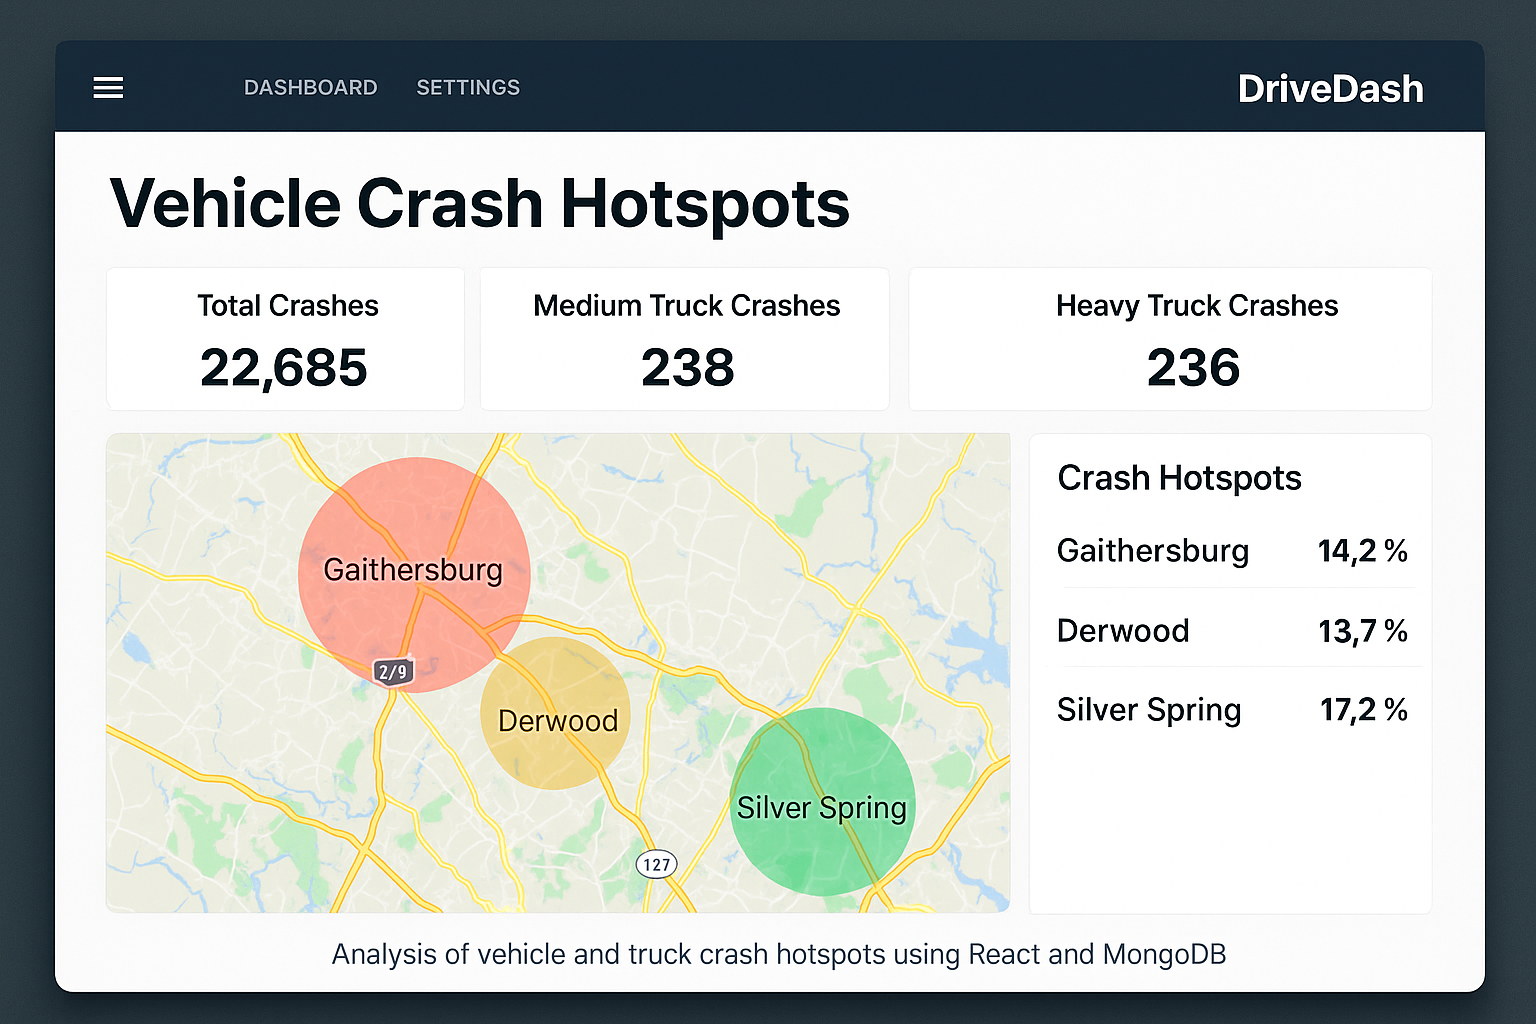 DASHBOARD SETTINGS DriveDash
Vehicle Crash Hotspots
Total Crashes
22,685
Medium Truck Crashes
238
Heavy Truck Crashes
236
Gaithersburg
2/9
Derwood
Silver Spring
127
Crash Hotspots
Gaithersburg 14,2 %
Derwood 13,7 %
Silver Spring 17,2 %
Analysis of vehicle and truck crash hotspots using React and MongoDB